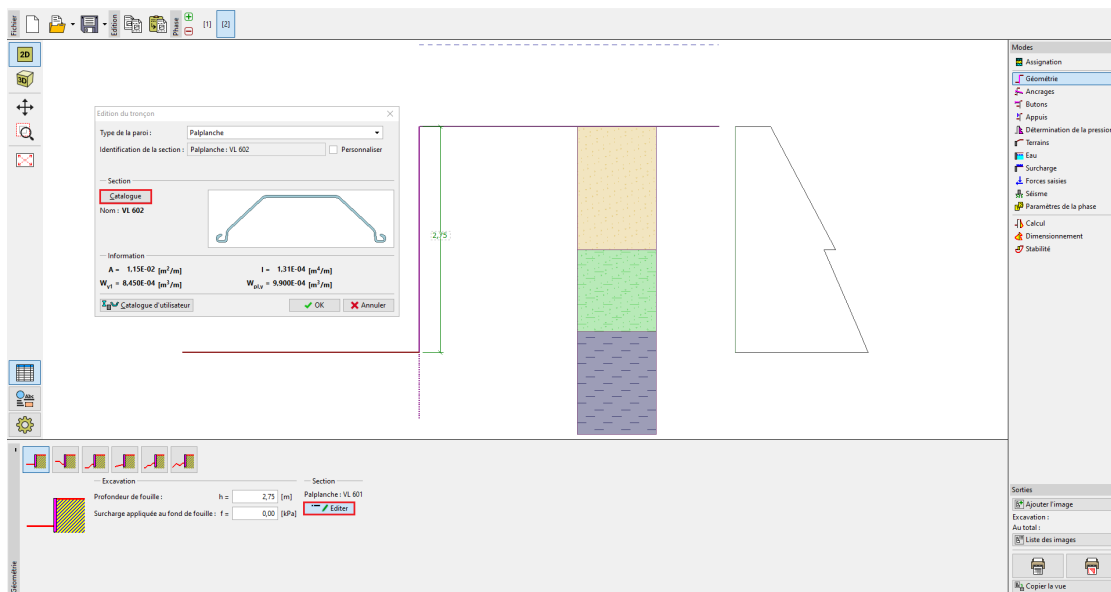 Fichier
Edition
Phase
[1]
[2]
2D
3D
Edition du tronçon
Type de la paroi :
Palplanche
Identification de la section :
Palplanche : VL 602
Personnaliser
Section
Catalogue
Nom : VL 602
Information
A = 1,15E-02 [m²/m]
I = 1,31E-04 [m⁴/m]
Wy1 = 8,450E-04 [m³/m]
Wpl,y = 9,900E-04 [m³/m]
Catalogue d'utilisateur
OK
Annuler
2,75
Modes
Assignation
Géométrie
Ancrages
Butons
Appuis
Détermination de la pression
Terrains
Eau
Surcharge
Forces saisies
Séisme
Paramètres de la phase
Calcul
Dimensionnement
Stabilité
Abc
Géométrie
Excavation
Profondeur de fouille : h = 2,75 [m]
Surcharge appliquée au fond de fouille : f = 0,00 [kPa]
Section
Palplanche : VL 601
Editer
Sorties
Ajouter l'image
Excavation :
Au total :
Liste des images
Copier la vue